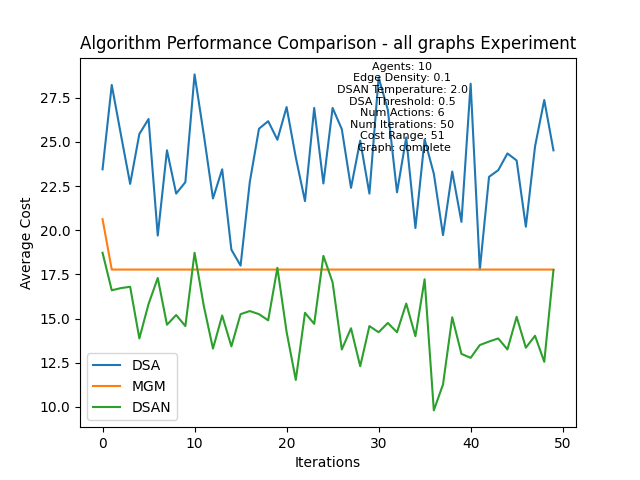 Algorithm Performance Comparison - all graphs Experiment
Agents: 10
Edge Density: 0.1
DSAN Temperature: 2.0
DSA Threshold: 0.5
Num Actions: 6
Num Iterations: 50
Cost Range: 51
Graph: complete
Average Cost
27.5
25.0
22.5
20.0
17.5
15.0
12.5
10.0
DSA
MGM
DSAN
0 10 20 30 40 50
Iterations